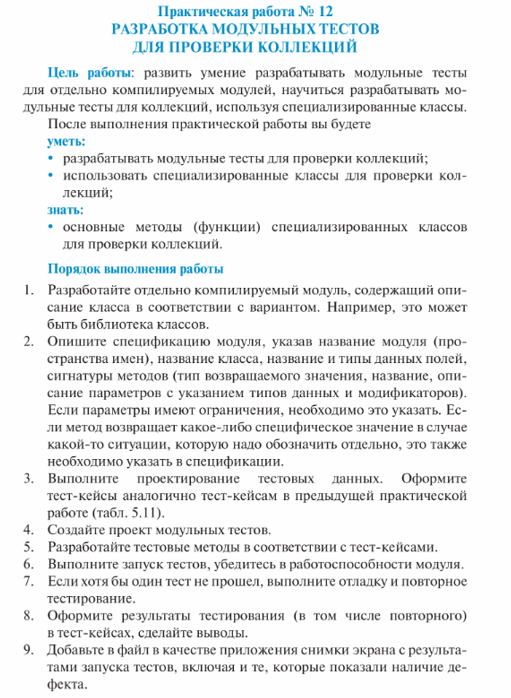 Практическая работа № 12
РАЗРАБОТКА МОДУЛЬНЫХ ТЕСТОВ
ДЛЯ ПРОВЕРКИ КОЛЛЕКЦИЙ
Цель работы: развить умение разрабатывать модульные тесты
для отдельно компилируемых модулей, научиться разрабатывать мо-
дульные тесты для коллекций, используя специализированные классы.
После выполнения практической работы вы будете
уметь:
• разрабатывать модульные тесты для проверки коллекций;
• использовать специализированные классы для проверки кол-
лекций;
знать:
• основные методы (функции) специализированных классов
для проверки коллекций.
Порядок выполнения работы
1. Разработайте отдельно компилируемый модуль, содержащий опи-
сание класса в соответствии с вариантом. Например, это может
быть библиотека классов.
2. Опишите спецификацию модуля, указав название модуля (про-
странства имен), название класса, название и типы данных полей,
сигнатуры методов (тип возвращаемого значения, название, опи-
сание параметров с указанием типов данных и модификаторов).
Если параметры имеют ограничения, необходимо это указать. Ес-
ли метод возвращает какое-либо специфическое значение в случае
какой-то ситуации, которую надо обозначить отдельно, это также
необходимо указать в спецификации.
3. Выполните проектирование тестовых данных. Оформите
тест-кейсы аналогично тест-кейсам в предыдущей практической
работе (табл. 5.11).
4. Создайте проект модульных тестов.
5. Разработайте тестовые методы в соответствии с тест-кейсами.
6. Выполните запуск тестов, убедитесь в работоспособности модуля.
7. Если хотя бы один тест не прошел, выполните отладку и повторное
тестирование.
8. Оформите результаты тестирования (в том числе повторного)
в тест-кейсах, сделайте выводы.
9. Добавьте в файл в качестве приложения снимки экрана с результа-
тами запуска тестов, включая и те, которые показали наличие де-
фекта.